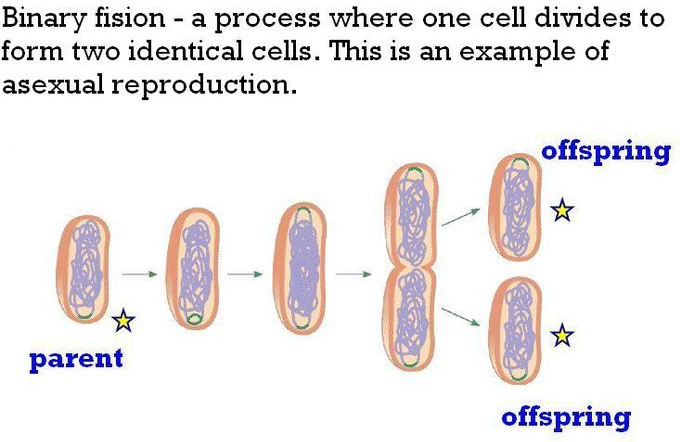 Binary fision - a process where one cell divides to
form two identical cells. This is an example of
asexual reproduction.
offspring
parent
offspring